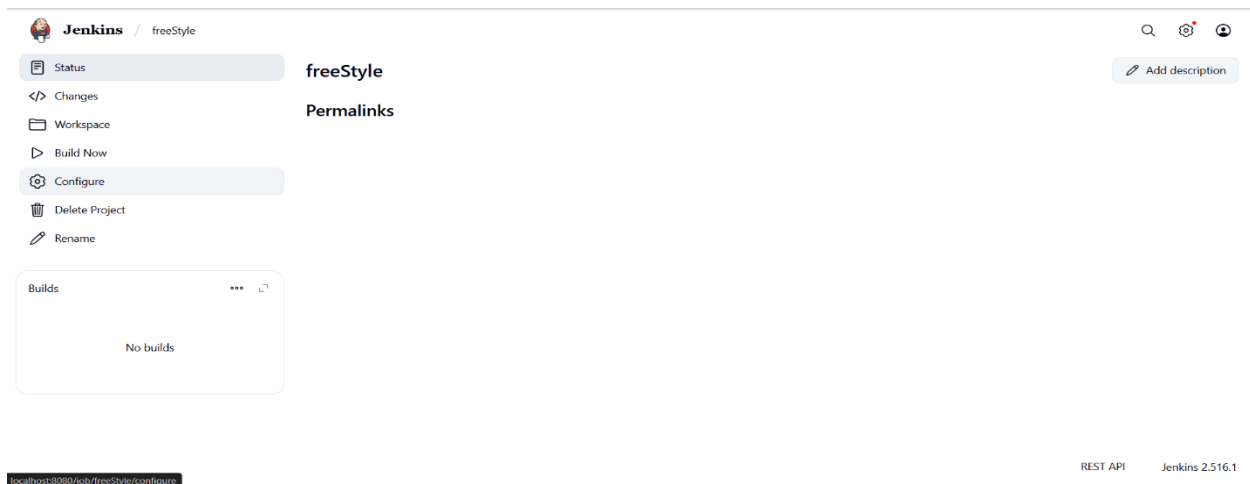 Jenkins / freeStyle
Status
Changes
Workspace
Build Now
Configure
Delete Project
Rename
Builds
No builds
freeStyle
Add description
Permalinks
REST API
Jenkins 2.516.1
localhost:8080/job/freeStyle/configure